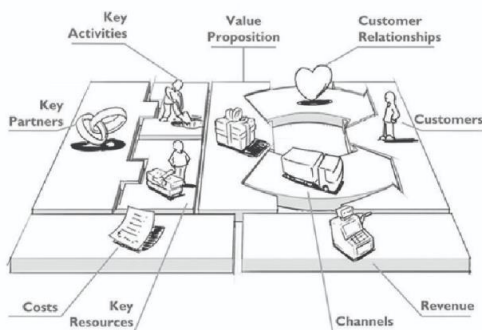 Key
Activities
Value
Proposition
Customer
Relationships
Key
Partners
Customers
Costs
Key
Resources
Channels
Revenue